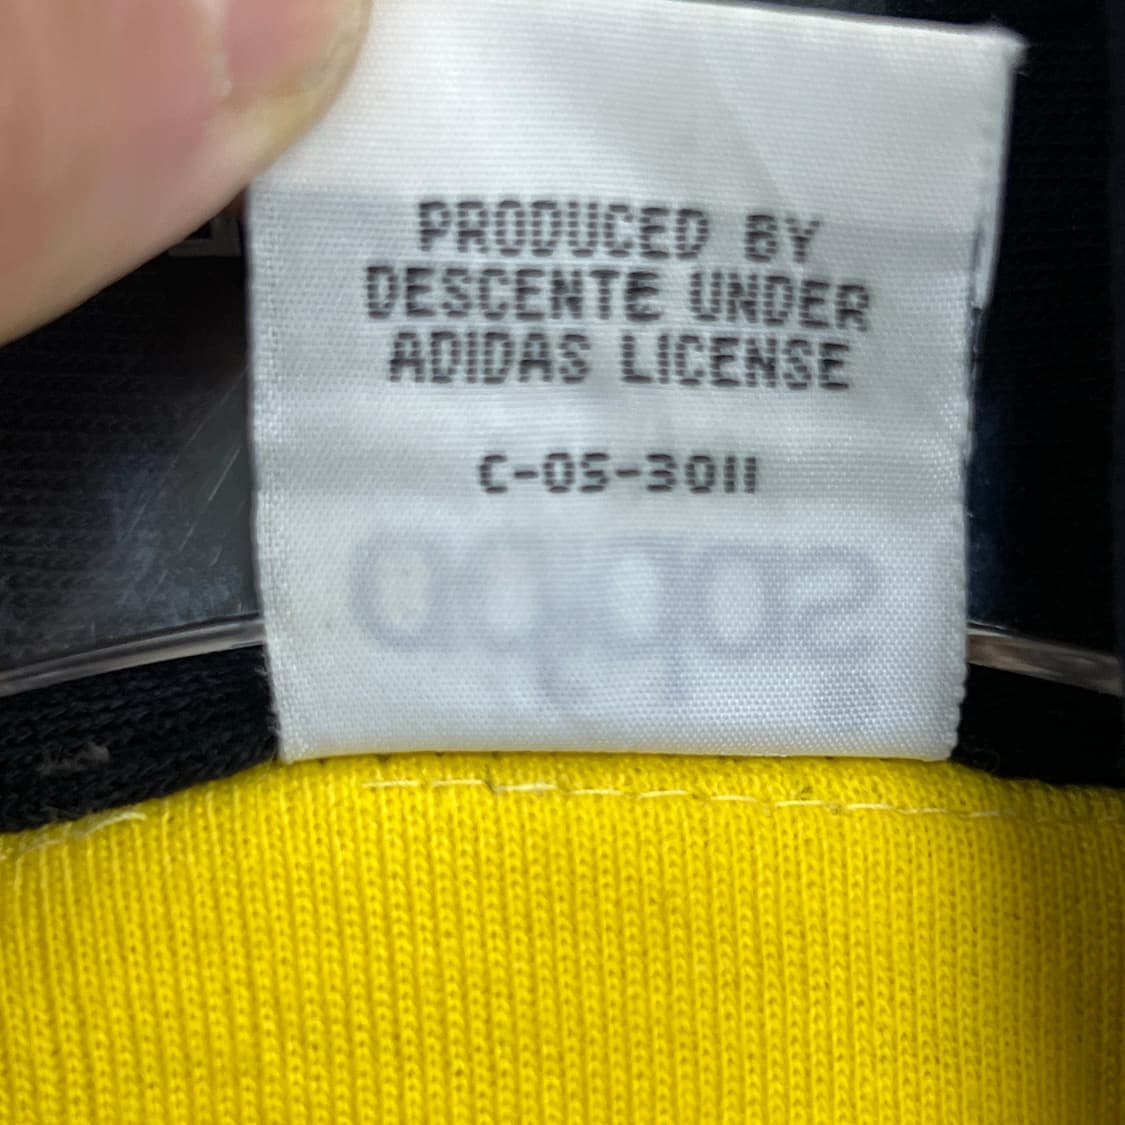 PRODUCED BY
DESCENTE UNDER
ADIDAS LICENSE
C-05-3011